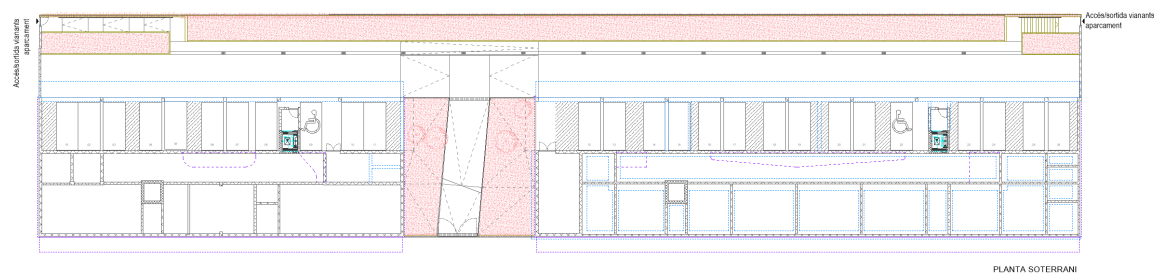 Accés/sortida vianants
aparcament
Accés/sortida vianants
aparcament
PLANTA SOTERRANI